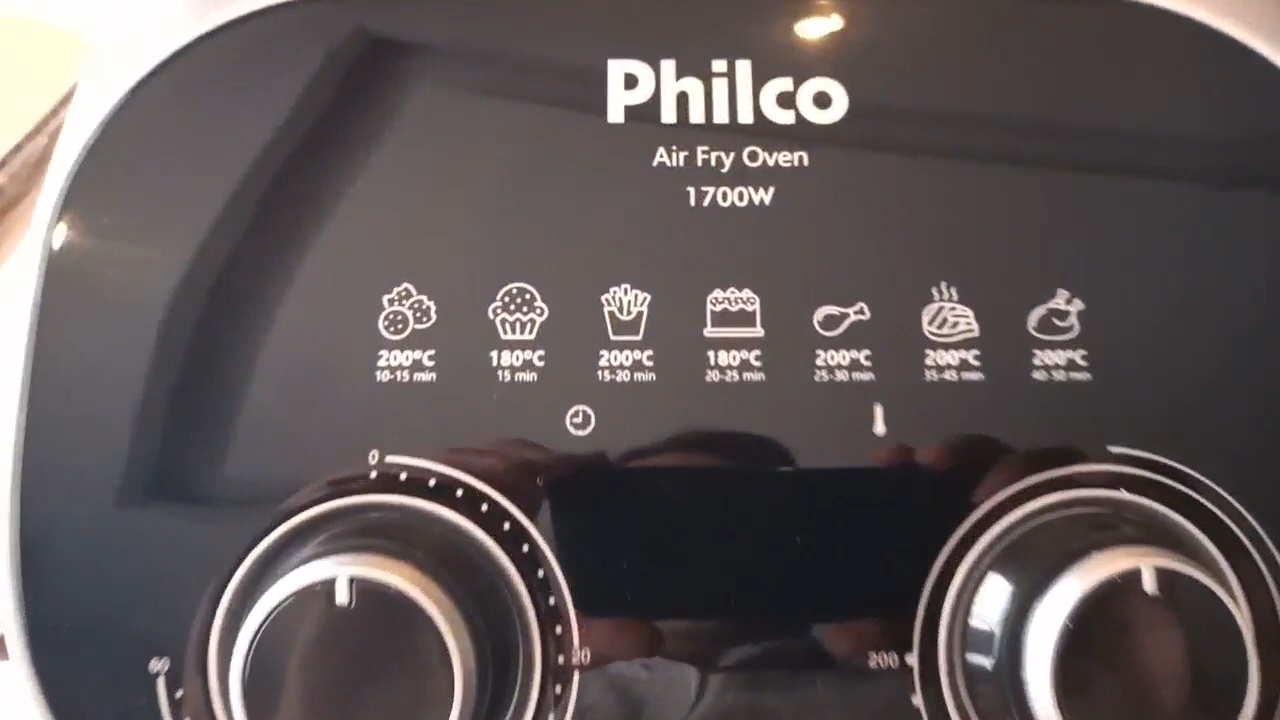 Philco
Air Fry Oven
1700W
200°C 180°C 200°C 180°C 200°C 200°C 200°C
10-15 min 15 min 15-20 min 20-25 min 25-30 min 35-45 min 40-50 min
0
60 20 200